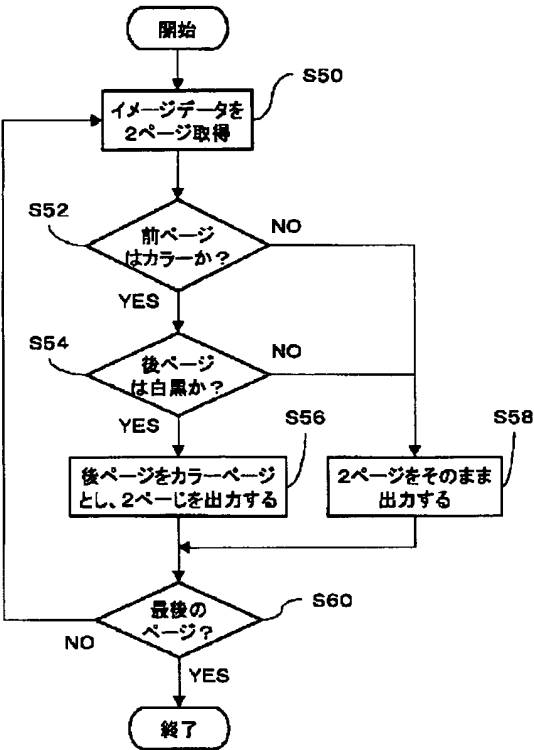 開始
S50
イメージデータを
2ページ取得
S52
前ページ
はカラーか?
NO
YES
S54
後ページ
は白黒か?
NO
YES
S56
後ページをカラーページ
とし、2ぺーじを出力する
S58
2ページをそのまま
出力する
S60
最後の
ページ?
NO
YES
終了